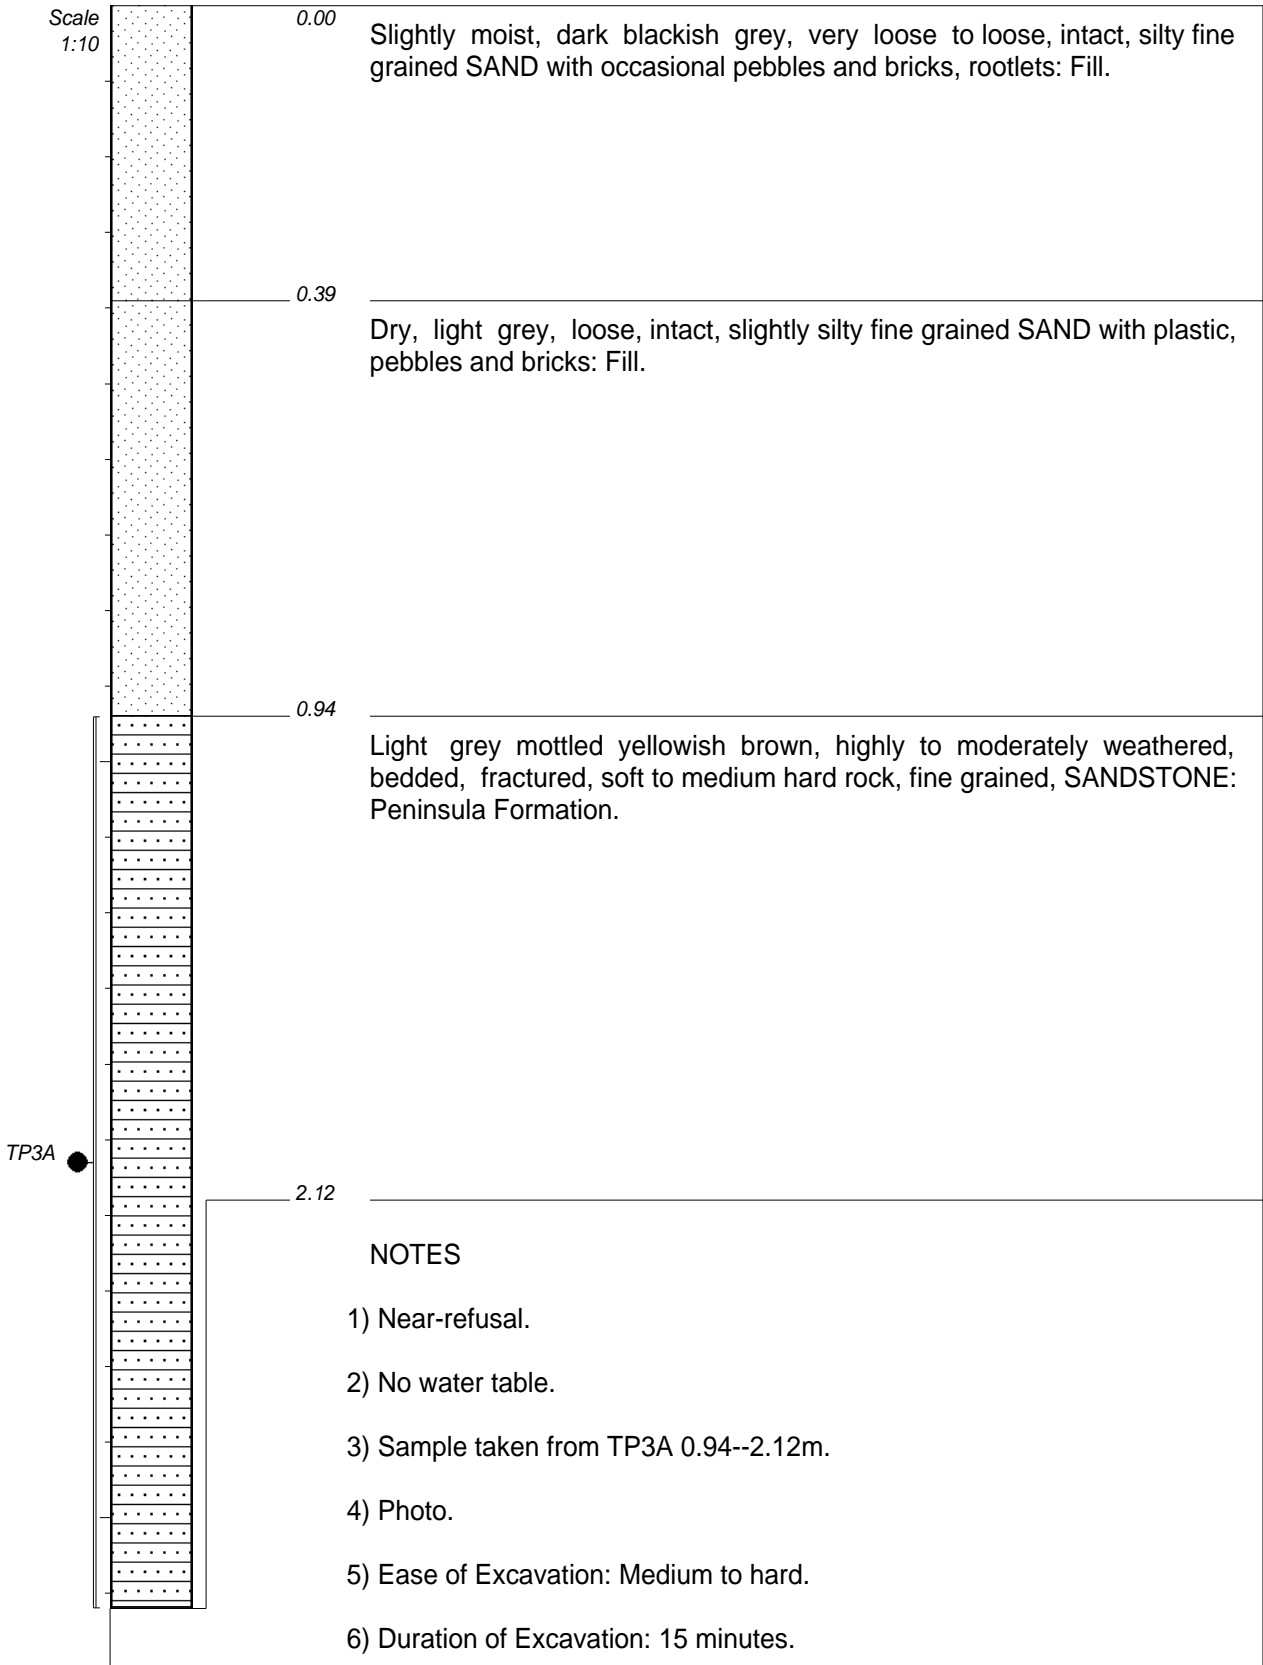 Scale
1:10
0.00
Slightly moist, dark blackish grey, very loose to loose, intact, silty fine
grained SAND with occasional pebbles and bricks, rootlets: Fill.
0.39
Dry, light grey, loose, intact, slightly silty fine grained SAND with plastic,
pebbles and bricks: Fill.
0.94
Light grey mottled yellowish brown, highly to moderately weathered,
bedded, fractured, soft to medium hard rock, fine grained, SANDSTONE:
Peninsula Formation.
TP3A
2.12
NOTES
1) Near-refusal.
2) No water table.
3) Sample taken from TP3A 0.94--2.12m.
4) Photo.
5) Ease of Excavation: Medium to hard.
6) Duration of Excavation: 15 minutes.